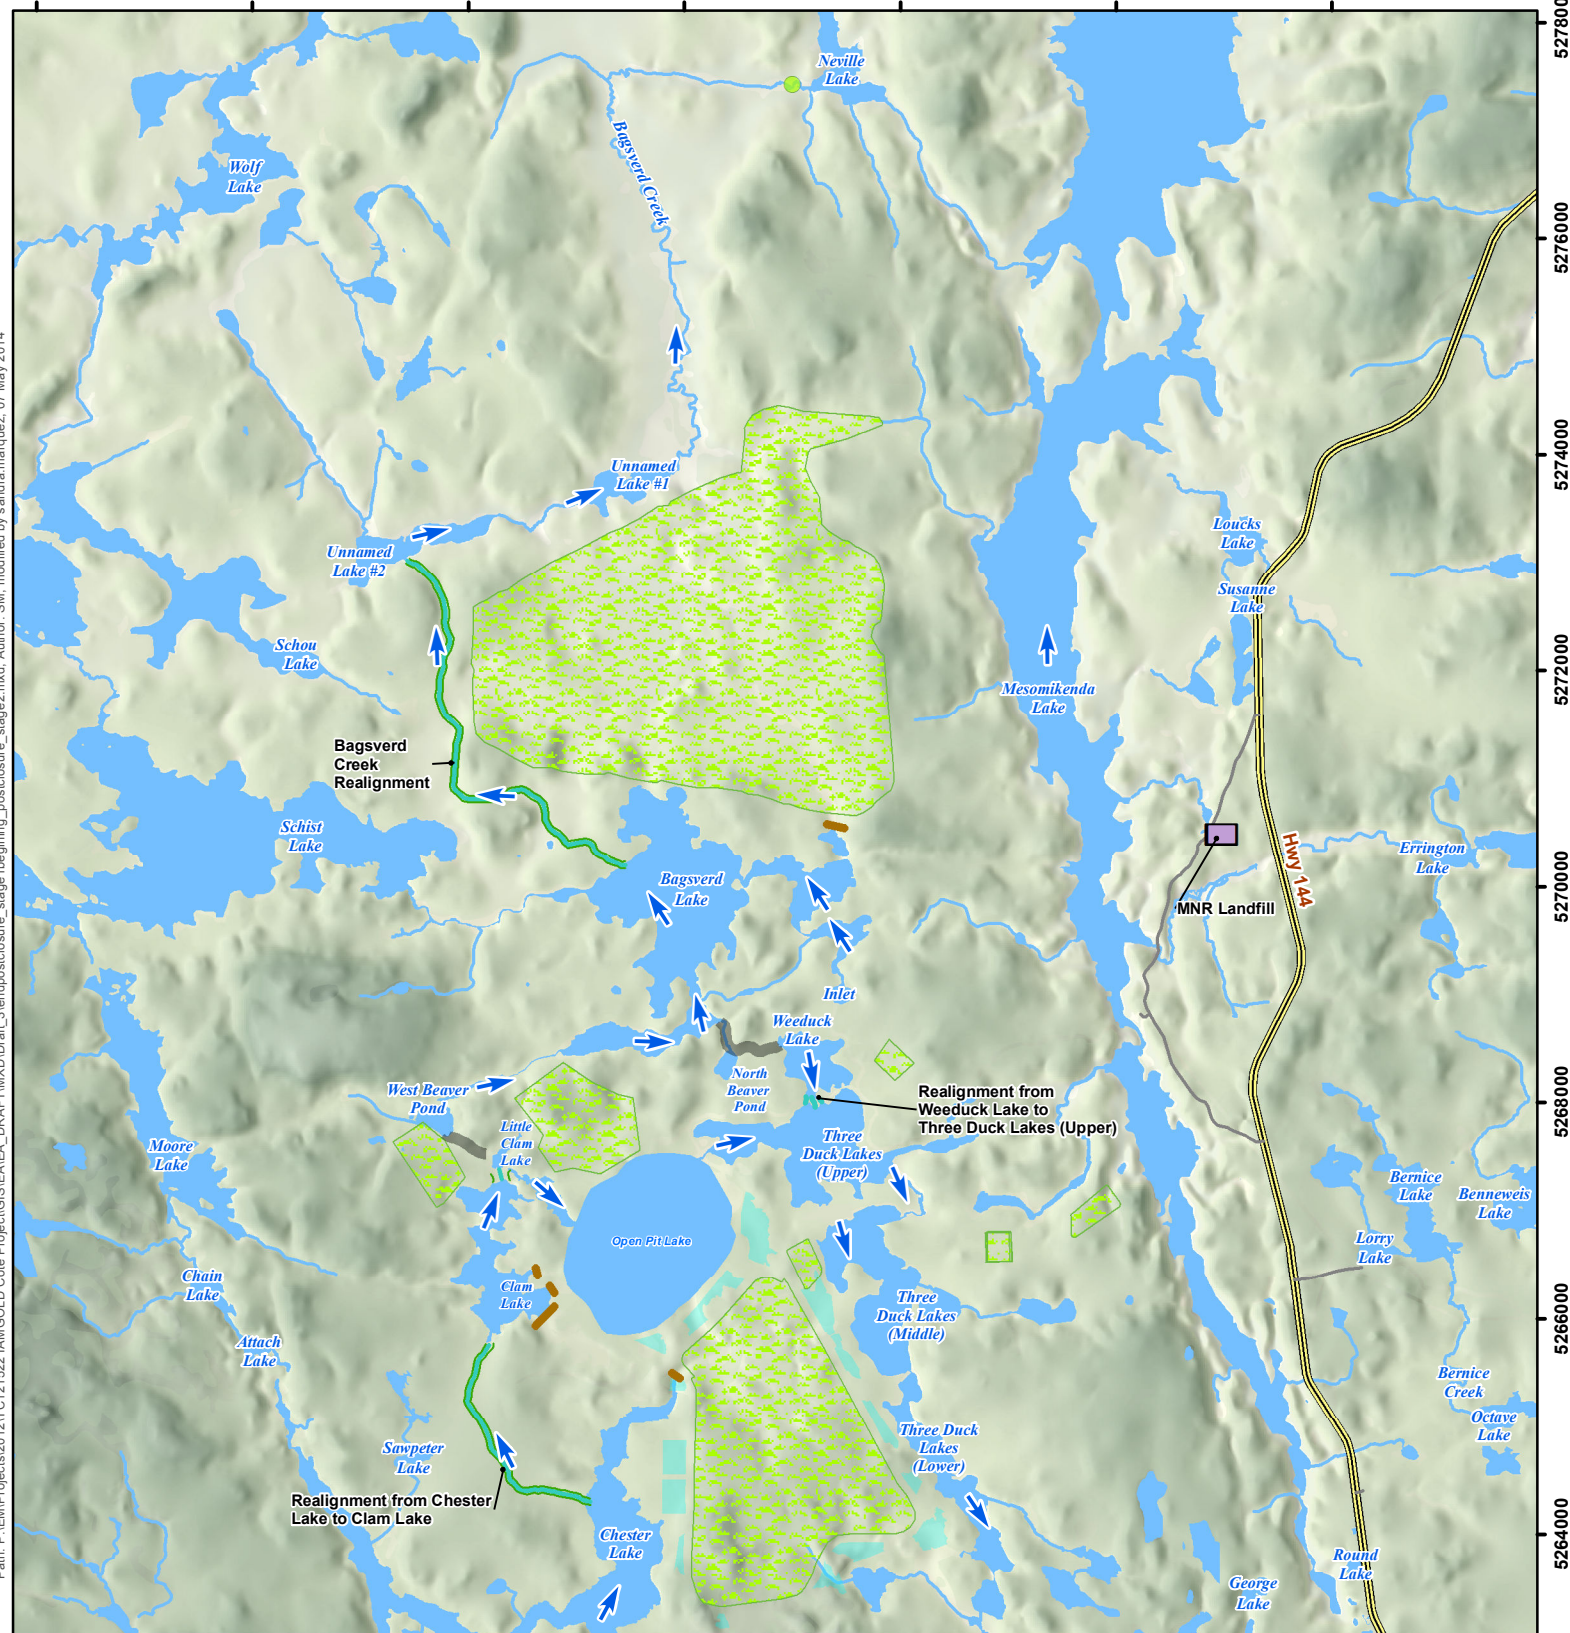 5278000
Neville
Lake
Bagsverd Creek
Wolf
Lake
5276000
5274000
Unnamed
Lake #1
Loucks
Lake
Unnamed
Lake #2
Susanne
Lake
Schou
Lake
5272000
Mesomikenda
Lake
Bagsverd
Creek
Realignment
Schist
Lake
Hwy 144
Errington
Lake
Bagsverd
Lake
5270000
MNR Landfill
Inlet
Weeduck
Lake
North
Beaver
Pond
West Beaver
Pond
Realignment from
Weeduck Lake to
Three Duck Lakes (Upper)
5268000
Little
Clam
Lake
Three
Duck Lakes
(Upper)
Moore
Lake
Bernice
Lake
Benneweis
Lake
Open Pit Lake
Lorry
Lake
Chain
Lake
Clam
Lake
Three
Duck Lakes
(Middle)
5266000
Attach
Lake
Bernice
Creek
Octave
Lake
Three Duck
Lakes
(Lower)
Sawpeter
Lake
Realignment from Chester
Lake to Clam Lake
Chester
Lake
5264000
Round
Lake
George
Lake